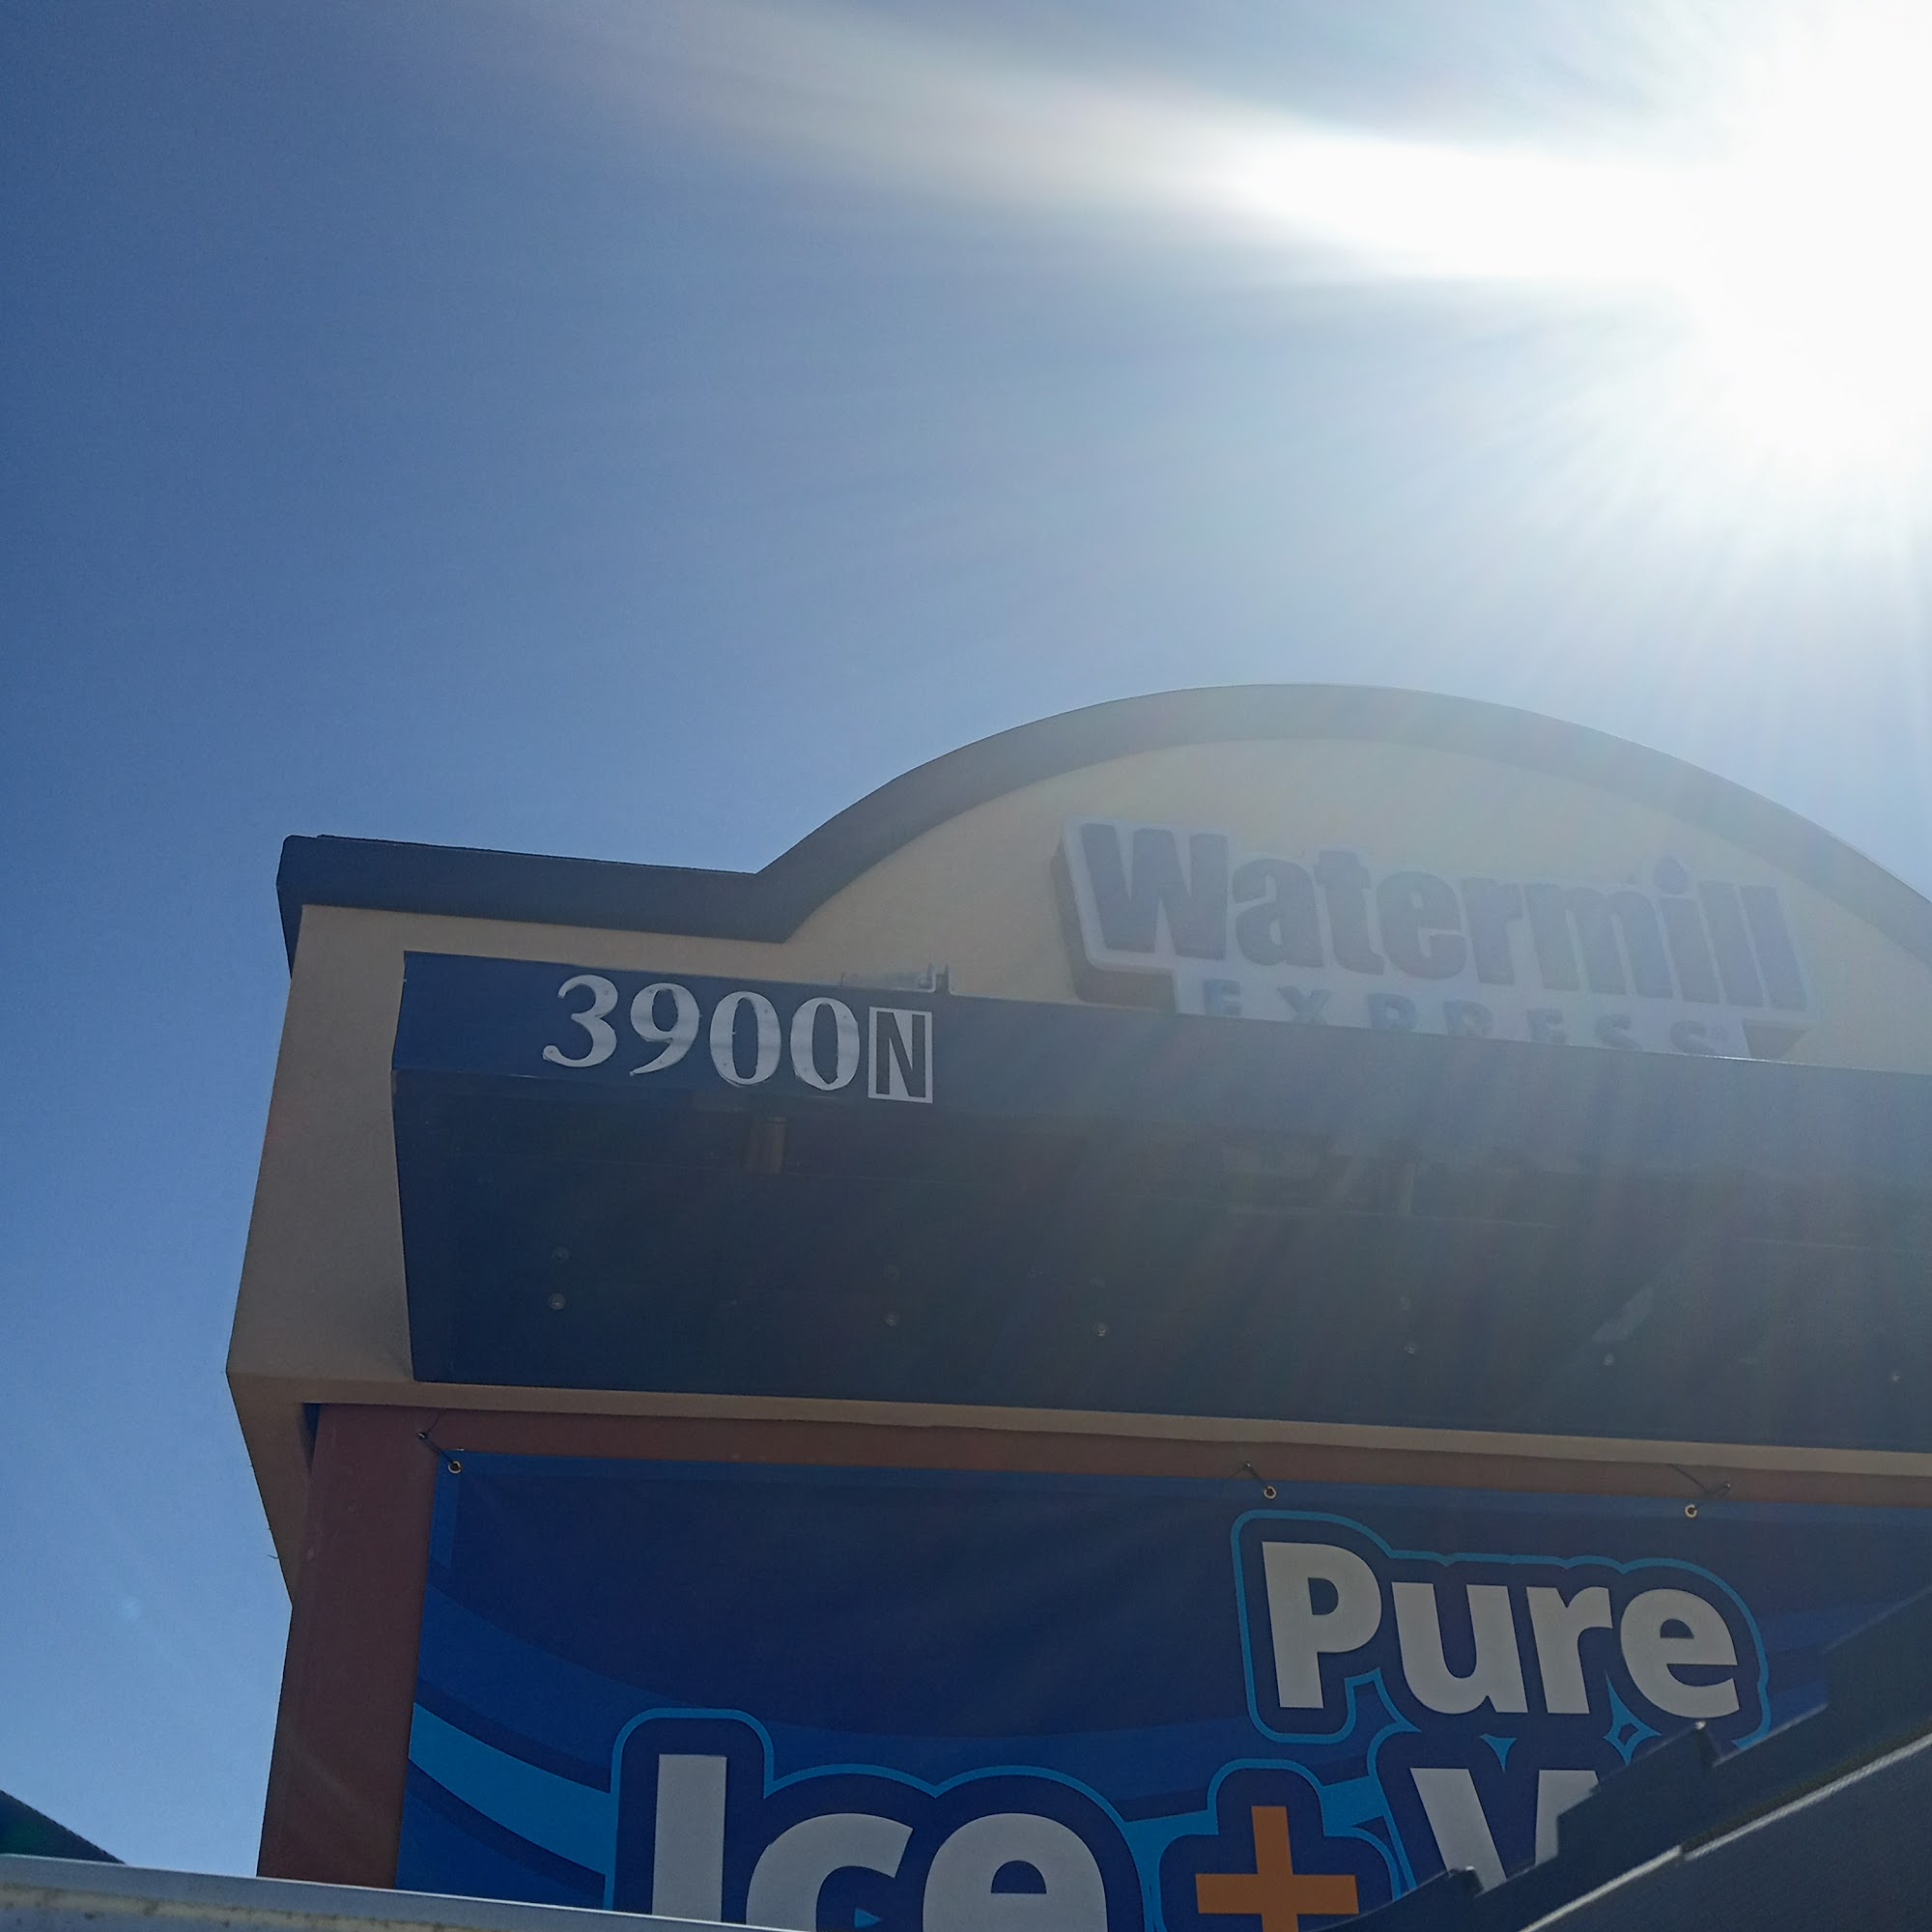 Watermill
EXPRESS
3900N
Pure
Ice +